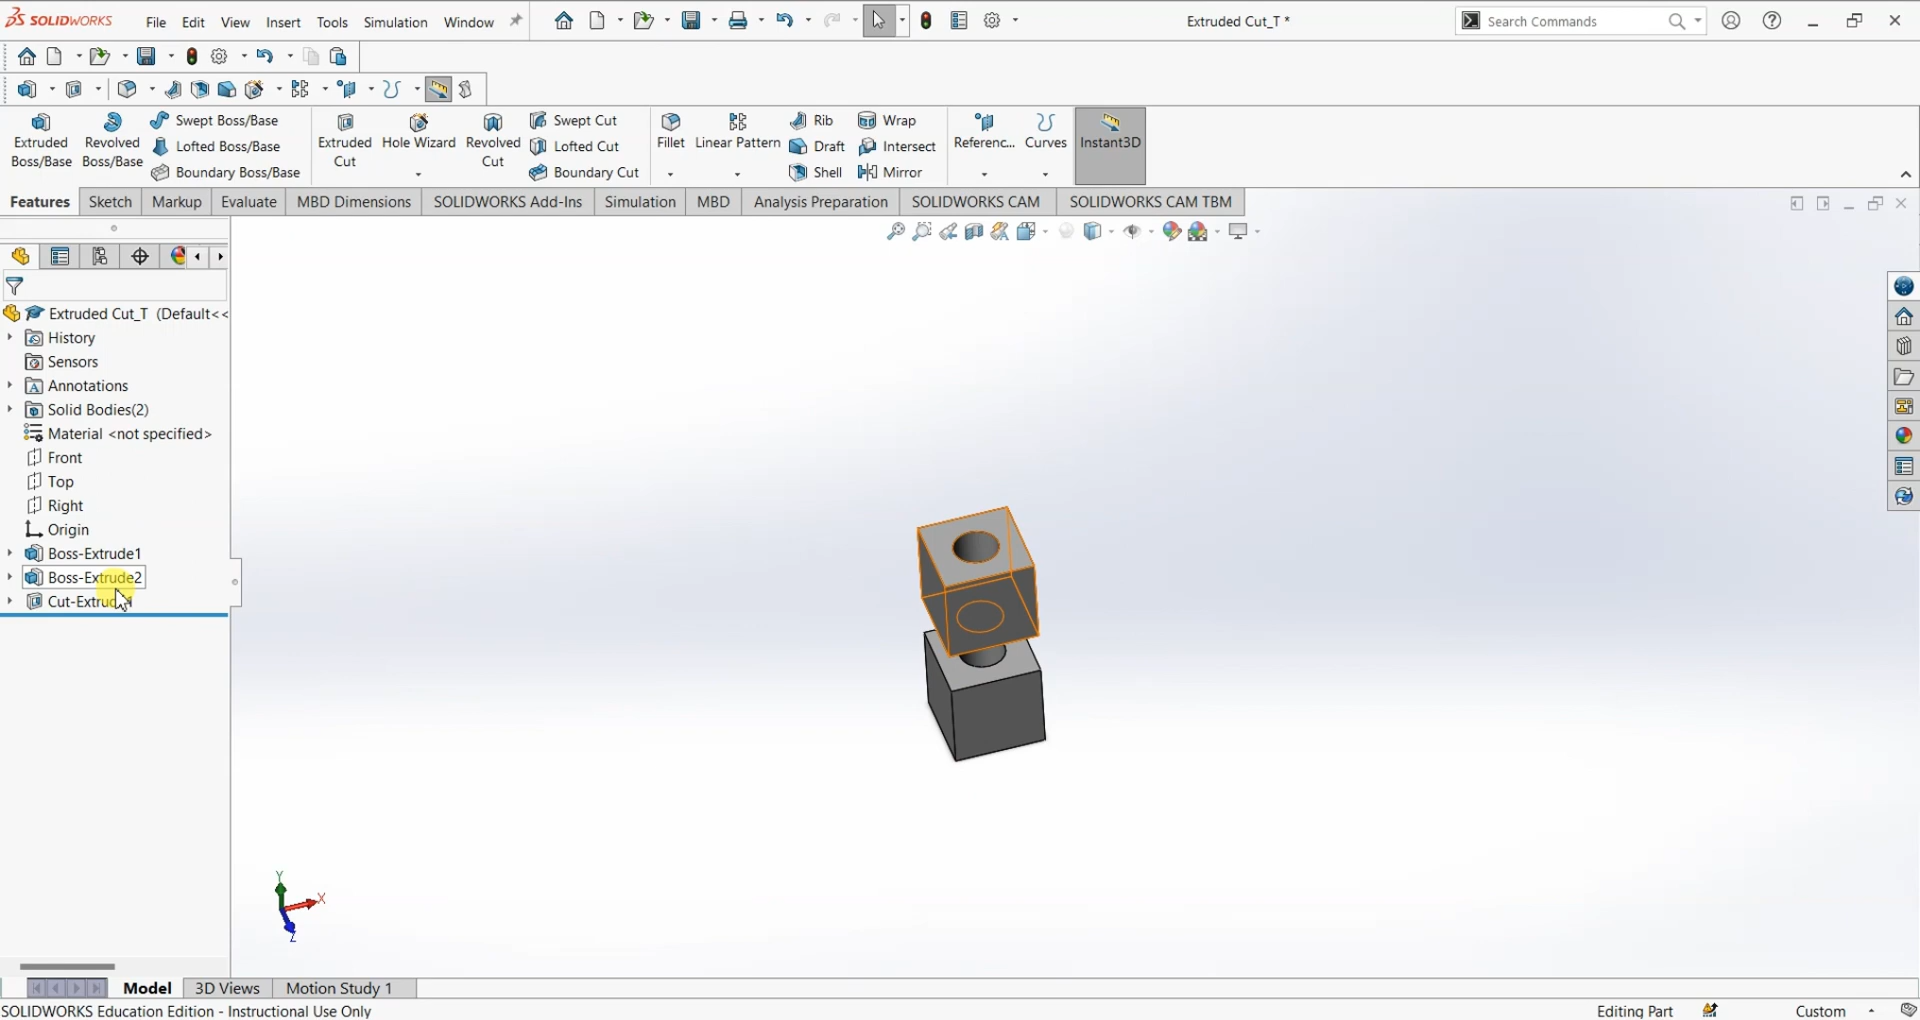 SOLIDWORKS File Edit View Insert Tools Simulation Window Extruded Cut_T * Search Commands
Extruded Boss/Base
Revolved Boss/Base
Swept Boss/Base
Lofted Boss/Base
Boundary Boss/Base
Extruded Cut
Hole Wizard
Revolved Cut
Swept Cut
Lofted Cut
Boundary Cut
Fillet
Linear Pattern
Rib
Draft
Shell
Wrap
Intersect
Mirror
Referenc...
Curves
Instant3D
Features Sketch Markup Evaluate MBD Dimensions SOLIDWORKS Add-Ins Simulation MBD Analysis Preparation SOLIDWORKS CAM SOLIDWORKS CAM TBM
Extruded Cut_T (Default<<
History
Sensors
Annotations
Solid Bodies(2)
Material <not specified>
Front
Top
Right
Origin
Boss-Extrude1
Boss-Extrude2
Y
X
Z
Model 3D Views Motion Study 1
SOLIDWORKS Education Edition - Instructional Use Only Editing Part Custom